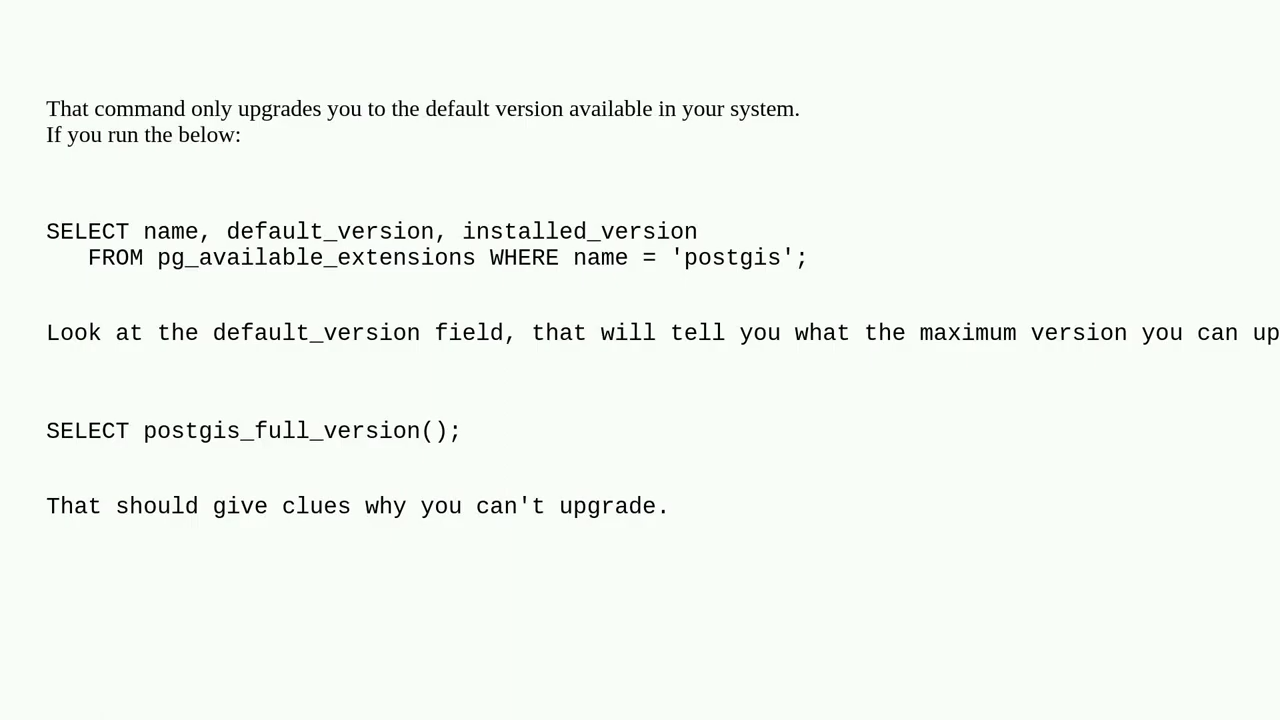 That command only upgrades you to the default version available in your system.
If you run the below:
SELECT name, default_version, installed_version
   FROM pg_available_extensions WHERE name = 'postgis';
Look at the default_version field, that will tell you what the maximum version you can up
SELECT postgis_full_version();
That should give clues why you can't upgrade.